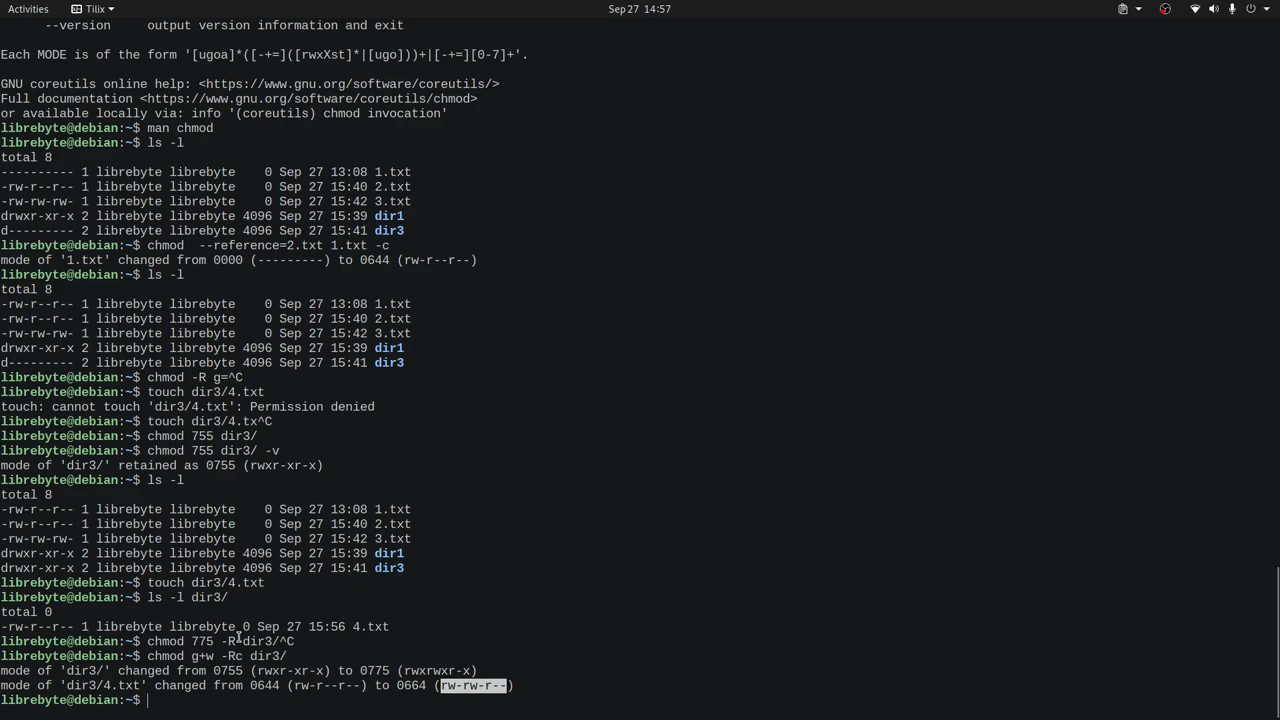 Activities Tilix Sep 27 14:57
--version output version information and exit
Each MODE is of the form '[ugoa]*([-+=]([rwxXst]*|[ugo]))+|[-+=][0-7]+'.
GNU coreutils online help: <https://www.gnu.org/software/coreutils/>
Full documentation <https://www.gnu.org/software/coreutils/chmod>
or available locally via: info '(coreutils) chmod invocation'
librebyte@debian:~$ man chmod
librebyte@debian:~$ ls -l
total 8
---------- 1 librebyte librebyte    0 Sep 27 13:08 1.txt
-rw-r--r-- 1 librebyte librebyte    0 Sep 27 15:40 2.txt
-rw-rw-rw- 1 librebyte librebyte    0 Sep 27 15:42 3.txt
drwxr-xr-x 2 librebyte librebyte 4096 Sep 27 15:39 dir1
d--------- 2 librebyte librebyte 4096 Sep 27 15:41 dir3
librebyte@debian:~$ chmod  --reference=2.txt 1.txt -c
mode of '1.txt' changed from 0000 (---------) to 0644 (rw-r--r--)
librebyte@debian:~$ ls -l
total 8
-rw-r--r-- 1 librebyte librebyte    0 Sep 27 13:08 1.txt
-rw-r--r-- 1 librebyte librebyte    0 Sep 27 15:40 2.txt
-rw-rw-rw- 1 librebyte librebyte    0 Sep 27 15:42 3.txt
drwxr-xr-x 2 librebyte librebyte 4096 Sep 27 15:39 dir1
d--------- 2 librebyte librebyte 4096 Sep 27 15:41 dir3
librebyte@debian:~$ chmod -R g=^C
librebyte@debian:~$ touch dir3/4.txt
touch: cannot touch 'dir3/4.txt': Permission denied
librebyte@debian:~$ touch dir3/4.tx^C
librebyte@debian:~$ chmod 755 dir3/
librebyte@debian:~$ chmod 755 dir3/ -v
mode of 'dir3/' retained as 0755 (rwxr-xr-x)
librebyte@debian:~$ ls -l
total 8
-rw-r--r-- 1 librebyte librebyte    0 Sep 27 13:08 1.txt
-rw-r--r-- 1 librebyte librebyte    0 Sep 27 15:40 2.txt
-rw-rw-rw- 1 librebyte librebyte    0 Sep 27 15:42 3.txt
drwxr-xr-x 2 librebyte librebyte 4096 Sep 27 15:39 dir1
drwxr-xr-x 2 librebyte librebyte 4096 Sep 27 15:41 dir3
librebyte@debian:~$ touch dir3/4.txt
librebyte@debian:~$ ls -l dir3/
total 0
-rw-r--r-- 1 librebyte librebyte 0 Sep 27 15:56 4.txt
librebyte@debian:~$ chmod 775 -R dir3/^C
librebyte@debian:~$ chmod g+w -Rc dir3/
mode of 'dir3/' changed from 0755 (rwxr-xr-x) to 0775 (rwxrwxr-x)
mode of 'dir3/4.txt' changed from 0644 (rw-r--r--) to 0664 (rw-rw-r--)
librebyte@debian:~$